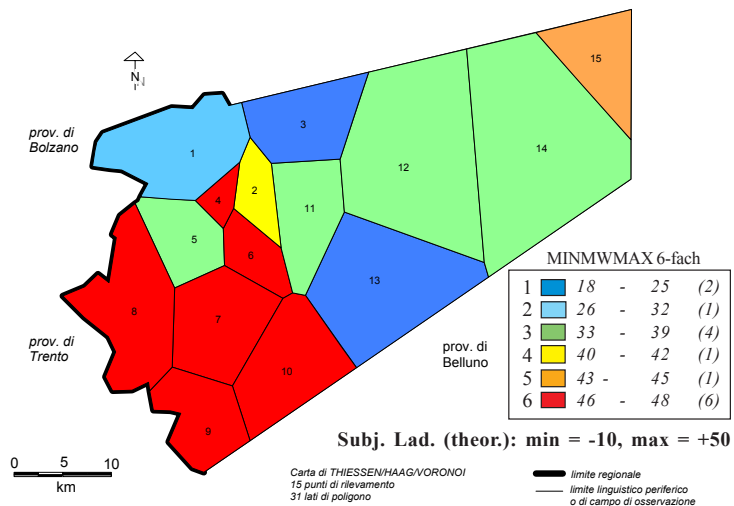 15
N
N
prov. di
Bolzano
3
1
14
12
2
4
11
5
6
13
8
7
10
9
prov. di
Trento
prov. di
Belluno
MINMWMAX 6-fach
1 18 - 25 (2)
2 26 - 32 (1)
3 33 - 39 (4)
4 40 - 42 (1)
5 43 - 45 (1)
6 46 - 48 (6)
Subj. Lad. (theor.): min = -10, max = +50
0 5 10
km
Carta di THIESSEN/HAAG/VORONOI
15 punti di rilevamento
31 lati di poligono
limite regionale
limite linguistico periferico
o di campo di osservazione